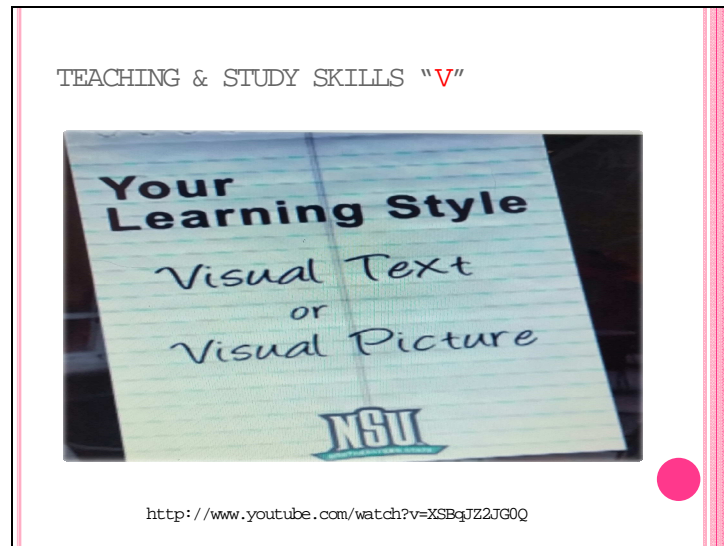 TEACHING & STUDY SKILLS “V”
Your
Learning Style
Visual Text
or
Visual Picture
NSU
http://www.youtube.com/watch?v=XSBqJZ2JG0Q